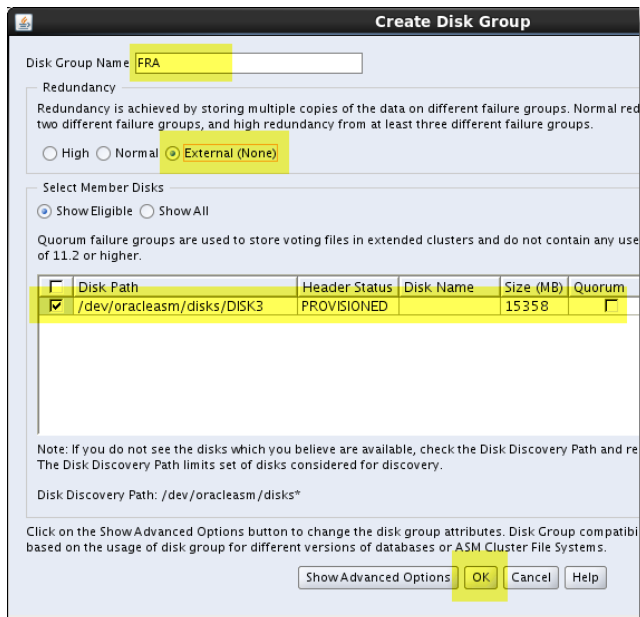 Create Disk Group
Disk Group Name FRA
Redundancy
Redundancy is achieved by storing multiple copies of the data on different failure groups. Normal red
two different failure groups, and high redundancy from at least three different failure groups.
High Normal External (None)
Select Member Disks
Show Eligible Show All
Quorum failure groups are used to store voting files in extended clusters and do not contain any use
of 11.2 or higher.
Disk Path Header Status Disk Name Size (MB) Quorum
/dev/oracleasm/disks/DISK3 PROVISIONED 15358
Note: If you do not see the disks which you believe are available, check the Disk Discovery Path and re
The Disk Discovery Path limits set of disks considered for discovery.
Disk Discovery Path: /dev/oracleasm/disks*
Click on the Show Advanced Options button to change the disk group attributes. Disk Group compatibi
based on the usage of disk group for different versions of databases or ASM Cluster File Systems.
Show Advanced Options OK Cancel Help